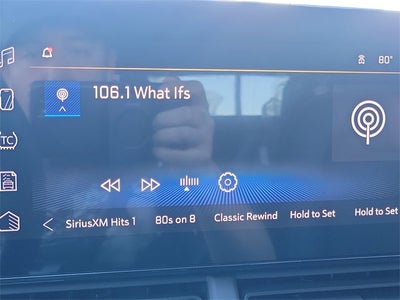 80°
106.1 What Ifs
TC
SiriusXM Hits 1 80s on 8 Classic Rewind Hold to Set Hold to Set